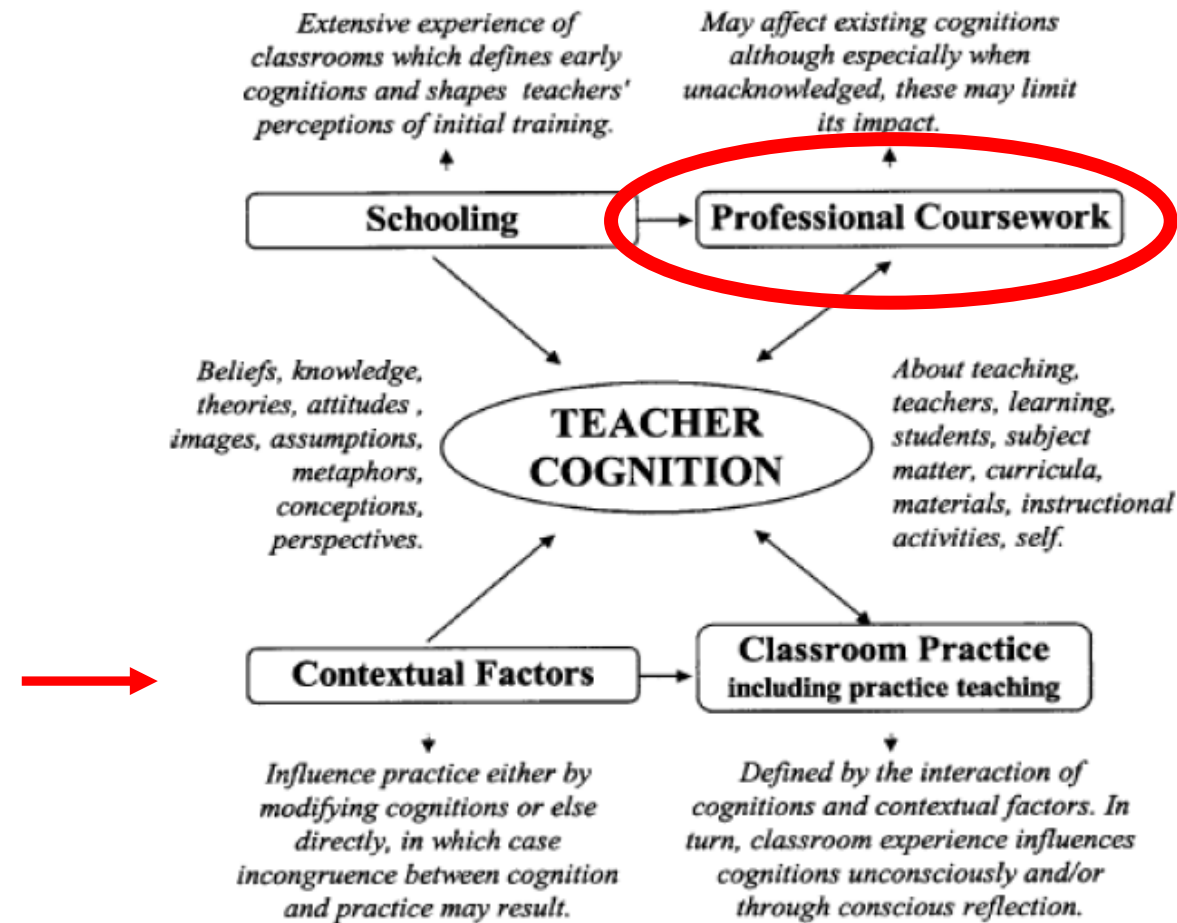 Extensive experience of
classrooms which defines early
cognitions and shapes teachers'
perceptions of initial training.
May affect existing cognitions
although especially when
unacknowledged, these may limit
its impact.
Schooling
Professional Coursework
Beliefs, knowledge,
theories, attitudes ,
images, assumptions,
metaphors,
conceptions,
perspectives.
TEACHER
COGNITION
About teaching,
teachers, learning,
students, subject
matter, curricula,
materials, instructional
activities, self.
Contextual Factors
Classroom Practice
including practice teaching
Influence practice either by
modifying cognitions or else
directly, in which case
incongruence between cognition
and practice may result.
Defined by the interaction of
cognitions and contextual factors. In
turn, classroom experience influences
cognitions unconsciously and/or
through conscious reflection.